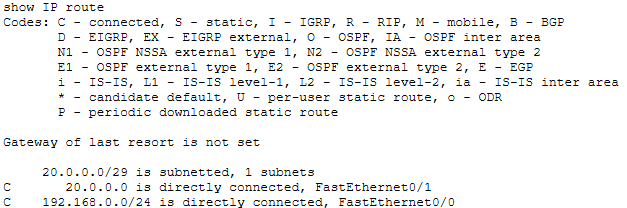 show IP route
Codes: C - connected, S - static, I - IGRP, R - RIP, M - mobile, B - BGP
       D - EIGRP, EX - EIGRP external, O - OSPF, IA - OSPF inter area
       N1 - OSPF NSSA external type 1, N2 - OSPF NSSA external type 2
       E1 - OSPF external type 1, E2 - OSPF external type 2, E - EGP
       i - IS-IS, L1 - IS-IS level-1, L2 - IS-IS level-2, ia - IS-IS inter area
       * - candidate default, U - per-user static route, o - ODR
       P - periodic downloaded static route
Gateway of last resort is not set
     20.0.0.0/29 is subnetted, 1 subnets
C       20.0.0.0 is directly connected, FastEthernet0/1
C    192.168.0.0/24 is directly connected, FastEthernet0/0